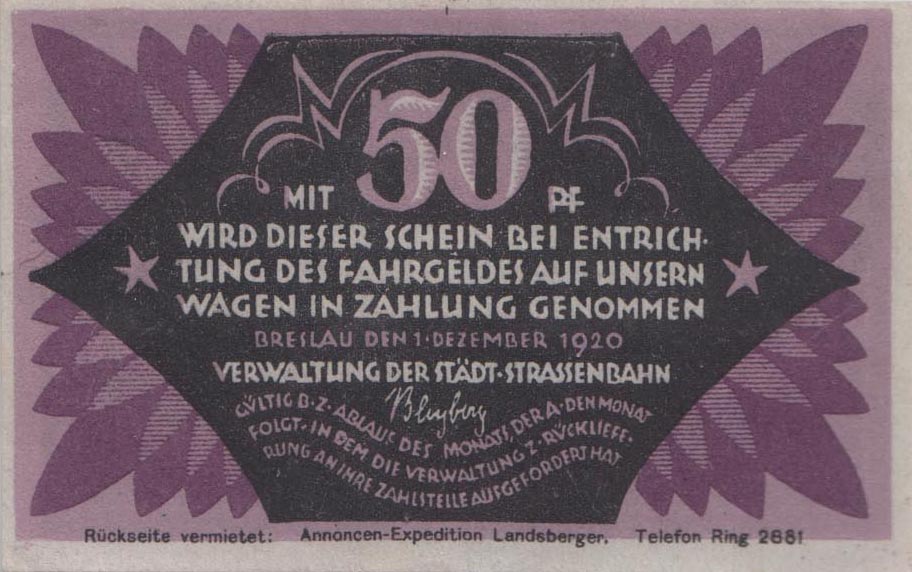 50
MIT PF
WIRD DIESER SCHEIN BEI ENTRICH-
TUNG DES FAHRGELDES AUF UNSERN
WAGEN IN ZAHLUNG GENOMMEN
BRESLAU DEN 1. DEZEMBER 1920
VERWALTUNG DER STÄDT. STRASSENBAHN
GÜLTIG B. Z. ABLAUF DES MONATS, DER A. DEN MONAT
FOLGT, IN DEM DIE VERWALTUNG Z. RÜCKLIEFE-
RUNG AN IHRE ZAHLSTELLE AUFGEFORDERT HAT
Rückseite vermietet: Annoncen-Expedition Landsberger, Telefon Ring 2881